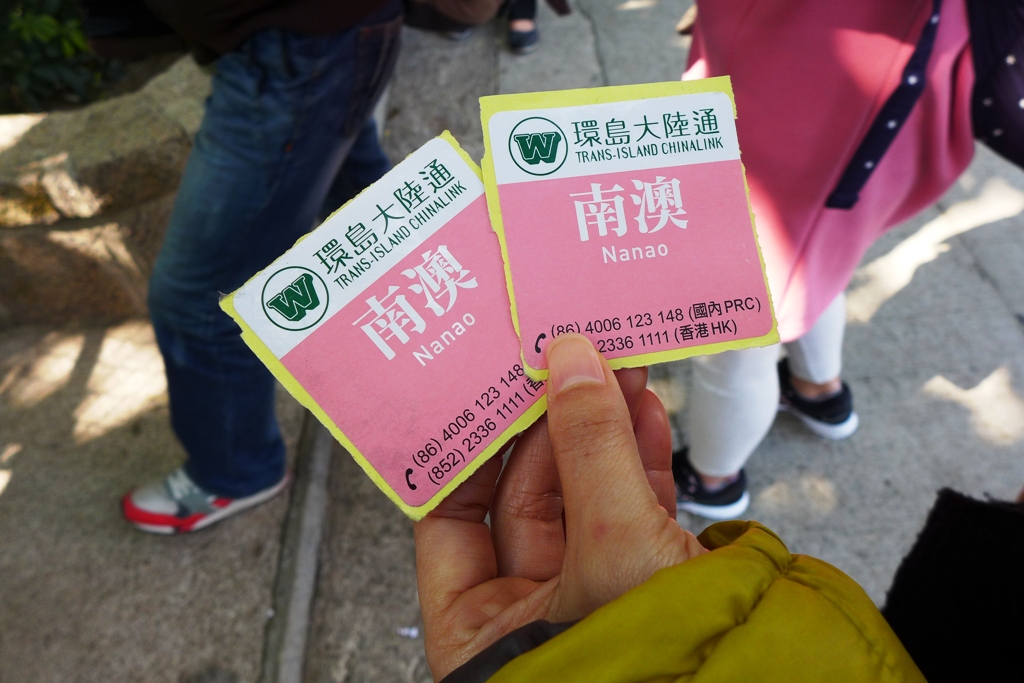 W 環島大陸通
TRANS-ISLAND CHINALINK
南澳
Nanao
(86) 4006 123 148
(852) 2336 1111 (
W 環島大陸通
TRANS-ISLAND CHINALINK
南澳
Nanao
(86) 4006 123 148 (國內 PRC)
2336 1111 (香港 HK)